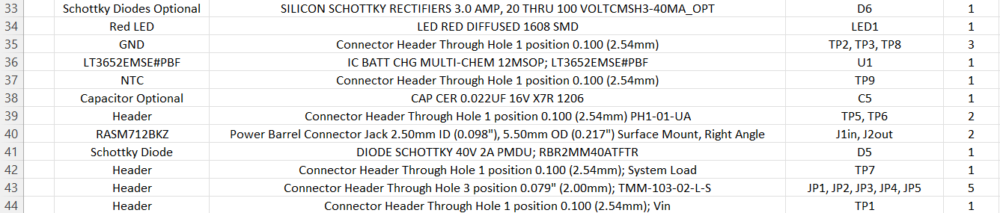 33 Schottky Diodes Optional SILICON SCHOTTKY RECTIFIERS 3.0 AMP, 20 THRU 100 VOLTCMSH3-40MA_OPT D6 1
34 Red LED LED RED DIFFUSED 1608 SMD LED1 1
35 GND Connector Header Through Hole 1 position 0.100 (2.54mm) TP2, TP3, TP8 3
36 LT3652EMSE#PBF IC BATT CHG MULTI-CHEM 12MSOP; LT3652EMSE#PBF U1 1
37 NTC Connector Header Through Hole 1 position 0.100 (2.54mm) TP9 1
38 Capacitor Optional CAP CER 0.022UF 16V X7R 1206 C5 1
39 Header Connector Header Through Hole 1 position 0.100 (2.54mm) PH1-01-UA TP5, TP6 2
40 RASM712BKZ Power Barrel Connector Jack 2.50mm ID (0.098"), 5.50mm OD (0.217") Surface Mount, Right Angle J1in, J2out 2
41 Schottky Diode DIODE SCHOTTKY 40V 2A PMDU; RBR2MM40ATFTR D5 1
42 Header Connector Header Through Hole 1 position 0.100 (2.54mm); System Load TP7 1
43 Header Connector Header Through Hole 3 position 0.079" (2.00mm); TMM-103-02-L-S JP1, JP2, JP3, JP4, JP5 5
44 Header Connector Header Through Hole 1 position 0.100 (2.54mm); Vin TP1 1